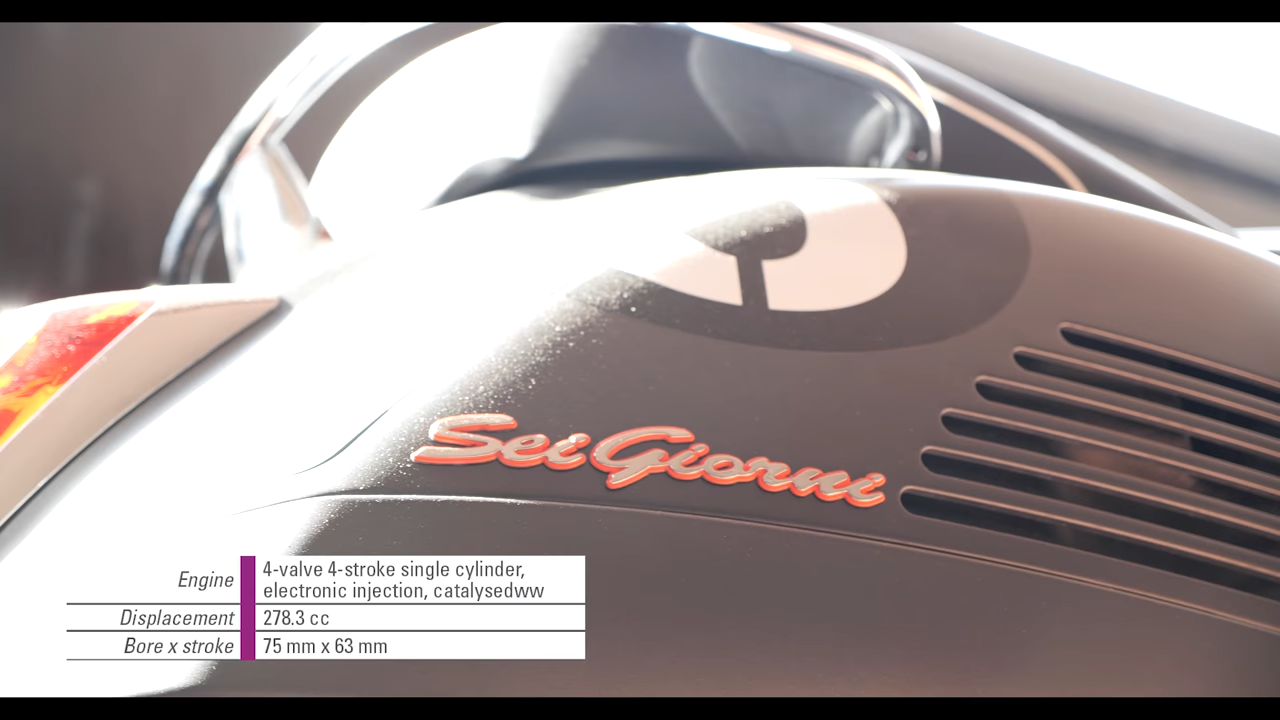 Sei Giorni
Engine
4-valve 4-stroke single cylinder,
electronic injection, catalysedww
Displacement 278.3 cc
Bore x stroke 75 mm x 63 mm